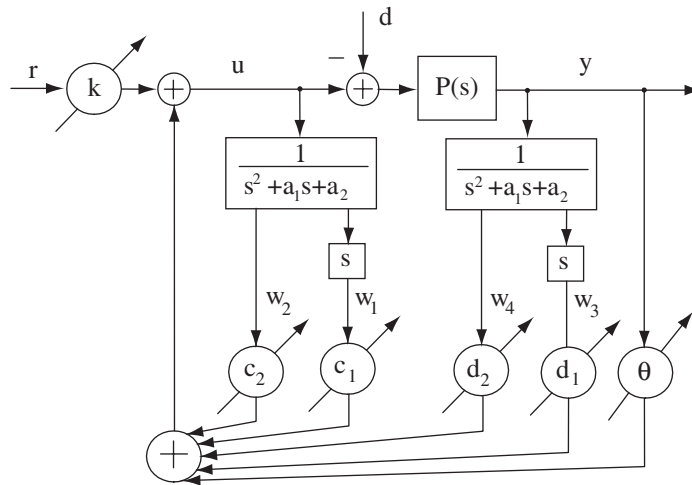 d
r
k
+
u
−
+
P(s)
y
1
s² +a₁s+a₂
1
s² +a₁s+a₂
s
s
w₂
w₁
w₄
w₃
c₂
c₁
d₂
d₁
θ
+